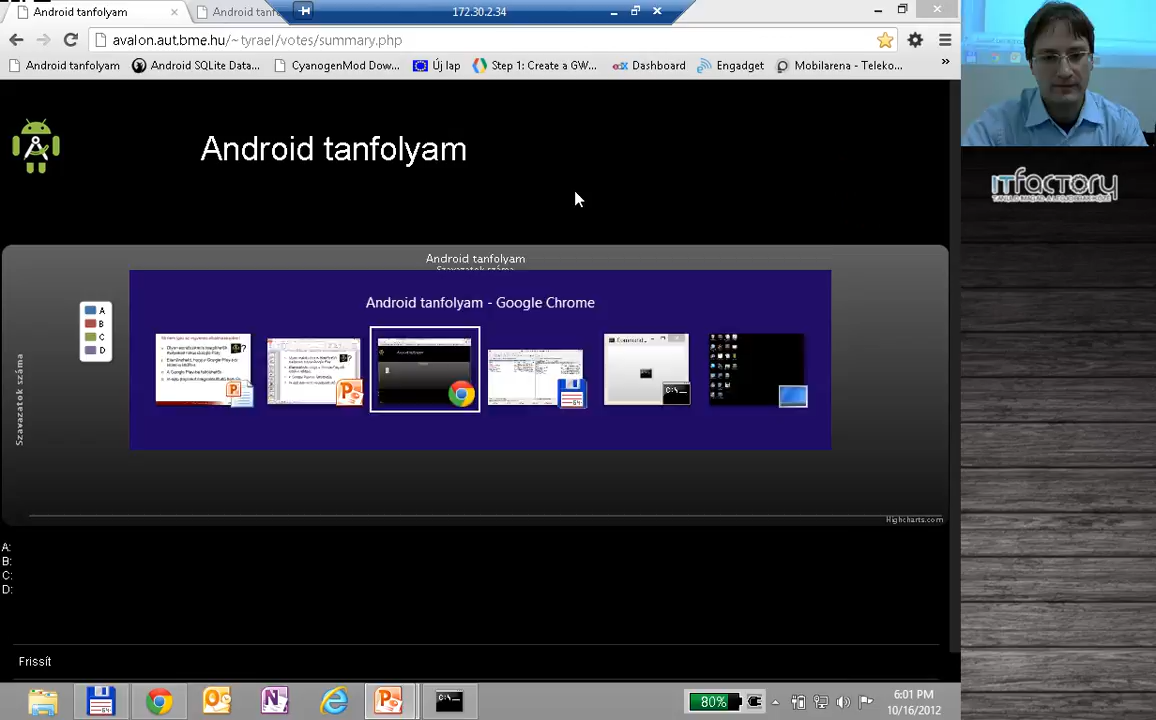 Android tanfolyam
Android tanf
172.30.2.34
avalon.aut.bme.hu/~tyrael/votes/summary.php
Android tanfolyam
Android SQLite Data...
CyanogenMod Dow...
Új lap
Step 1: Create a GW...
Dashboard
Engadget
Mobilarena - Teleko...
»
Android tanfolyam
ITfactory
Android tanfolyam
Szavazatok száma
Android tanfolyam - Google Chrome
A
B
C
D
Szavazatok száma
Highcharts.com
A:
B:
C:
D:
Frissít
80%
6:01 PM
10/16/2012